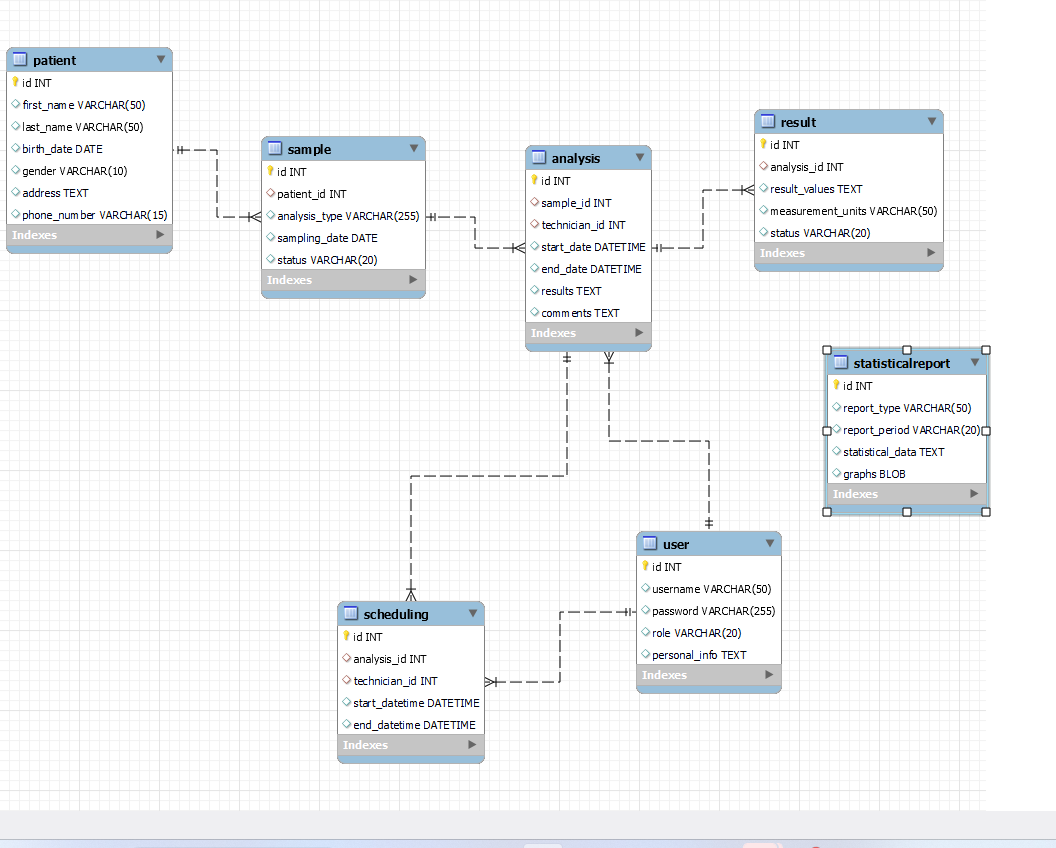 patient
id INT
first_name VARCHAR(50)
last_name VARCHAR(50)
birth_date DATE
gender VARCHAR(10)
address TEXT
phone_number VARCHAR(15)
Indexes
sample
id INT
patient_id INT
analysis_type VARCHAR(255)
sampling_date DATE
status VARCHAR(20)
Indexes
analysis
id INT
sample_id INT
technician_id INT
start_date DATETIME
end_date DATETIME
results TEXT
comments TEXT
Indexes
result
id INT
analysis_id INT
result_values TEXT
measurement_units VARCHAR(50)
status VARCHAR(20)
Indexes
statisticalreport
id INT
report_type VARCHAR(50)
report_period VARCHAR(20)
statistical_data TEXT
graphs BLOB
Indexes
user
id INT
username VARCHAR(50)
password VARCHAR(255)
role VARCHAR(20)
personal_info TEXT
Indexes
scheduling
id INT
analysis_id INT
technician_id INT
start_datetime DATETIME
end_datetime DATETIME
Indexes